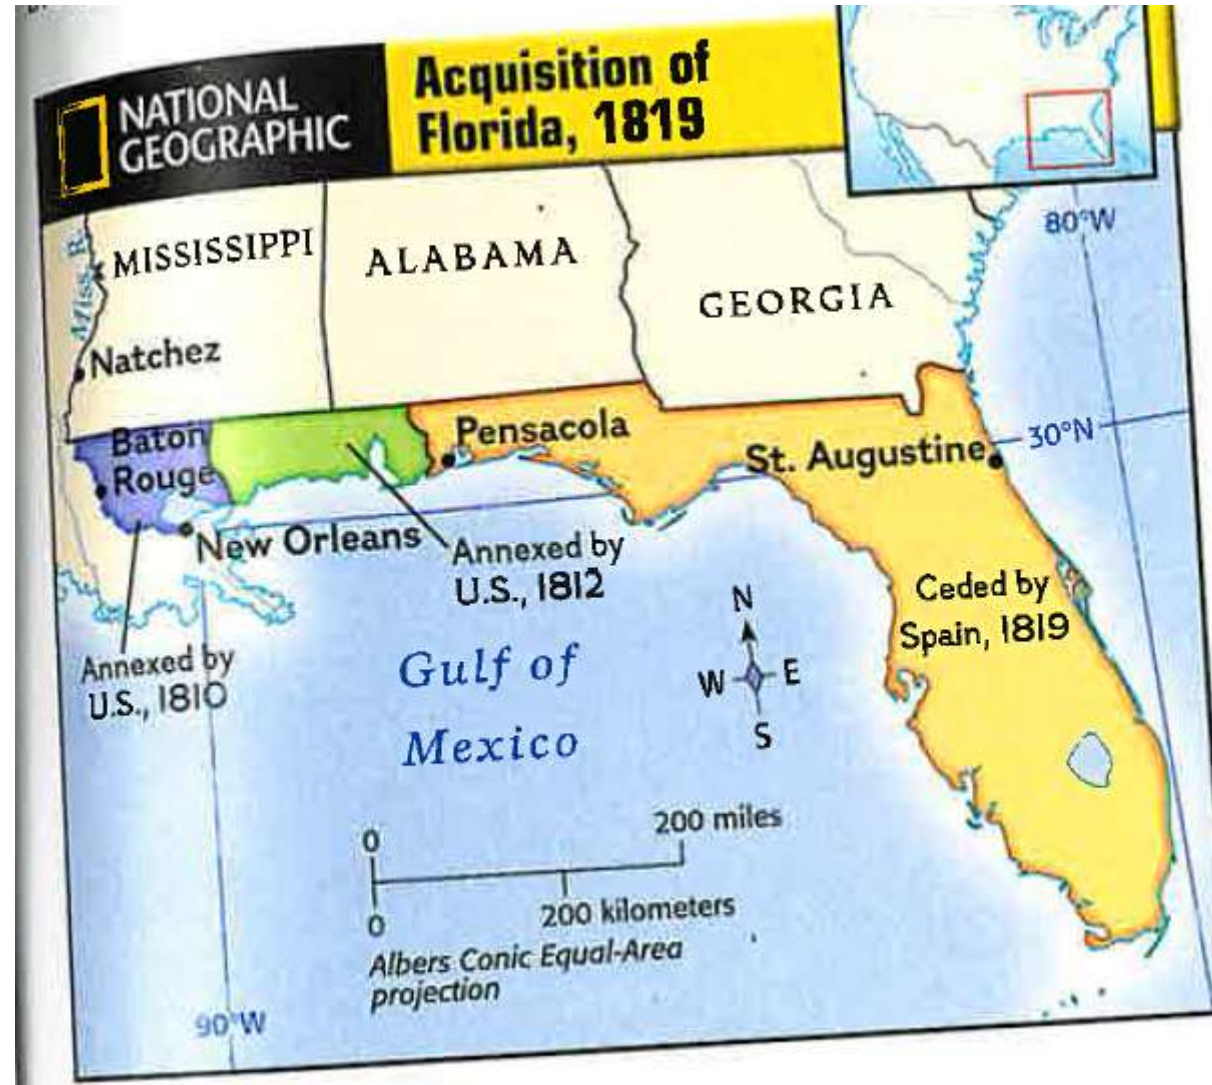 NATIONAL
GEOGRAPHIC
Acquisition of
Florida, 1819
80°W
Miss. R.
MISSISSIPPI
ALABAMA
GEORGIA
Natchez
Baton
Rouge
Pensacola
St. Augustine
30°N
New Orleans
Annexed by
U.S., 1812
Ceded by
Spain, 1819
Annexed by
U.S., 1810
Gulf of
Mexico
N
W
E
S
0
200 miles
0
200 kilometers
Albers Conic Equal-Area
projection
90°W